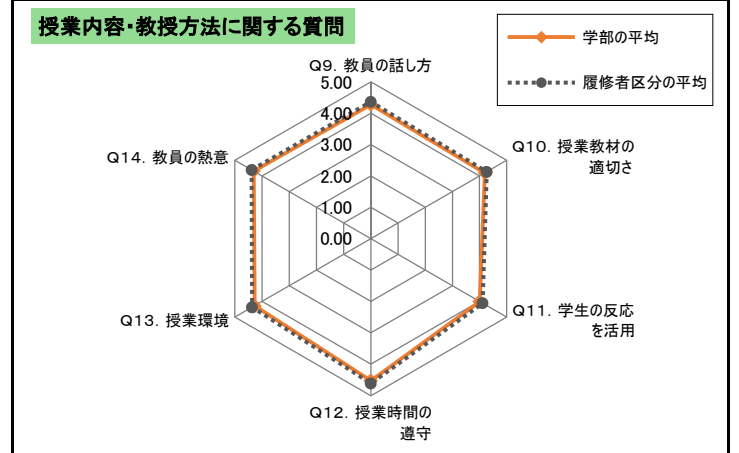 授業内容・教授方法に関する質問
学部の平均
履修者区分の平均
Q9. 教員の話し方
5.00
4.00
3.00
2.00
1.00
0.00
Q10. 授業教材の
適切さ
Q11. 学生の反応
を活用
Q12. 授業時間の
遵守
Q13. 授業環境
Q14. 教員の熱意